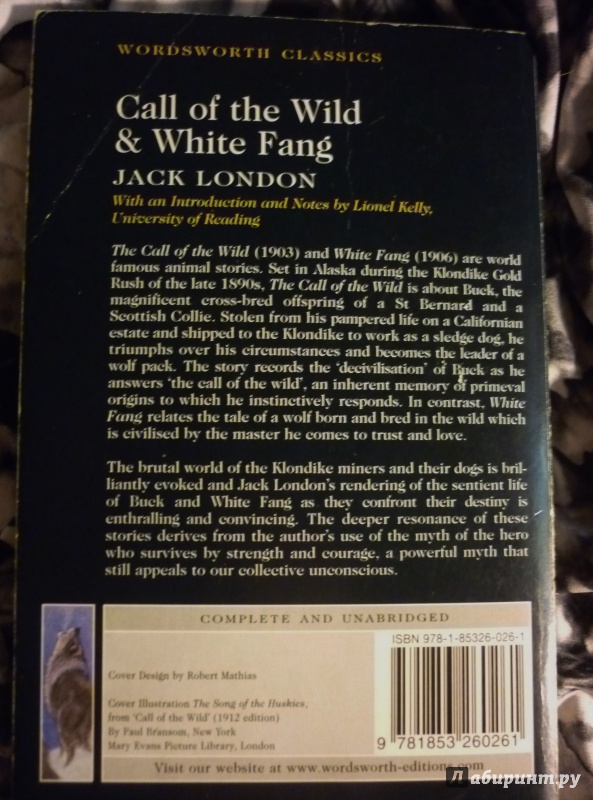 WORDSWORTH CLASSICS
Call of the Wild
& White Fang
JACK LONDON
With an Introduction and Notes by Lionel Kelly,
University of Reading
The Call of the Wild (1903) and White Fang (1906) are world
famous animal stories. Set in Alaska during the Klondike Gold
Rush of the late 1890s, The Call of the Wild is about Buck, the
magnificent cross-bred offspring of a St Bernard and a
Scottish Collie. Stolen from his pampered life on a Californian
estate and shipped to the Klondike to work as a sledge dog, he
triumphs over his circumstances and becomes the leader of a
wolf pack. The story records the 'decivilisation' of Buck as he
answers 'the call of the wild', an inherent memory of primeval
origins to which he instinctively responds. In contrast, White
Fang relates the tale of a wolf born and bred in the wild which
is civilised by the master he comes to trust and love.
The brutal world of the Klondike miners and their dogs is bril-
liantly evoked and Jack London's rendering of the sentient life
of Buck and White Fang as they confront their destiny is
enthralling and convincing. The deeper resonance of these
stories derives from the author's use of the myth of the hero
who survives by strength and courage, a powerful myth that
still appeals to our collective unconscious.
COMPLETE AND UNABRIDGED
ISBN 978-1-85326-026-1
Cover Design by Robert Mathias
Cover Illustration The Song of the Huskies,
from 'Call of the Wild' (1912 edition)
By Paul Bransom, New York
Mary Evans Picture Library, London
9 781853 260261
Visit our website at www.wordsworth-editions.com
Лабиринт.ру